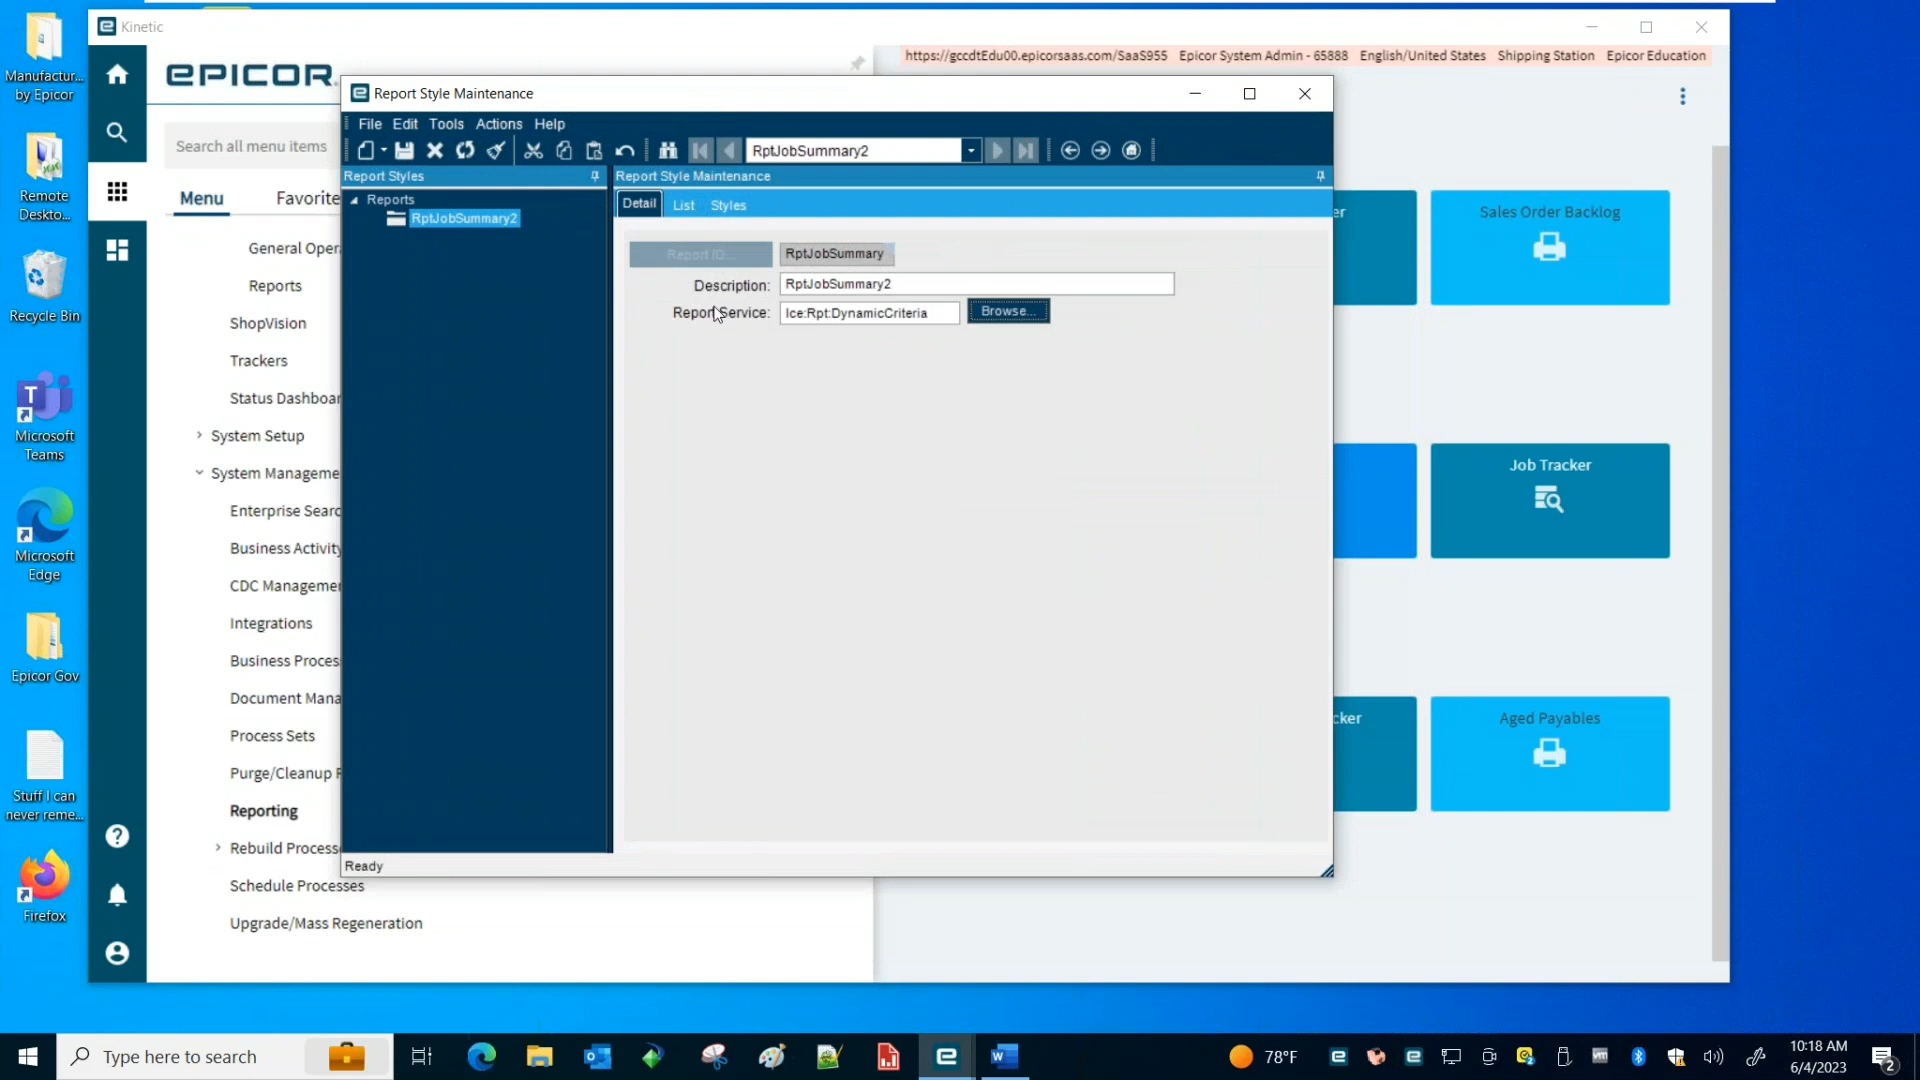 Kinetic
https://gccdtEdu00.epicorsaas.com/SaaS955 Epicor System Admin - 65888 English/United States Shipping Station Epicor Education
EPICOR
Search all menu items
Menu Favorite
General Oper
Reports
ShopVision
Trackers
Status Dashboar
System Setup
System Manageme
Enterprise Searc
Business Activity
CDC Managemen
Integrations
Business Proces
Document Mana
Process Sets
Purge/Cleanup
Reporting
Rebuild Processe
Schedule Processes
Upgrade/Mass Regeneration
Report Style Maintenance
File Edit Tools Actions Help
RptJobSummary2
Report Styles
Reports
RptJobSummary2
Report Style Maintenance
Detail List Styles
Report ID... RptJobSummary
Description: RptJobSummary2
Report Service: Ice:Rpt:DynamicCriteria Browse...
Ready
er
Sales Order Backlog
Job Tracker
cker
Aged Payables
Manufactur...
by Epicor
Remote
Deskto...
Recycle Bin
Microsoft
Teams
Microsoft
Edge
Epicor Gov
Stuff I can
never reme...
Firefox
Type here to search
78°F
10:18 AM
6/4/2023
2